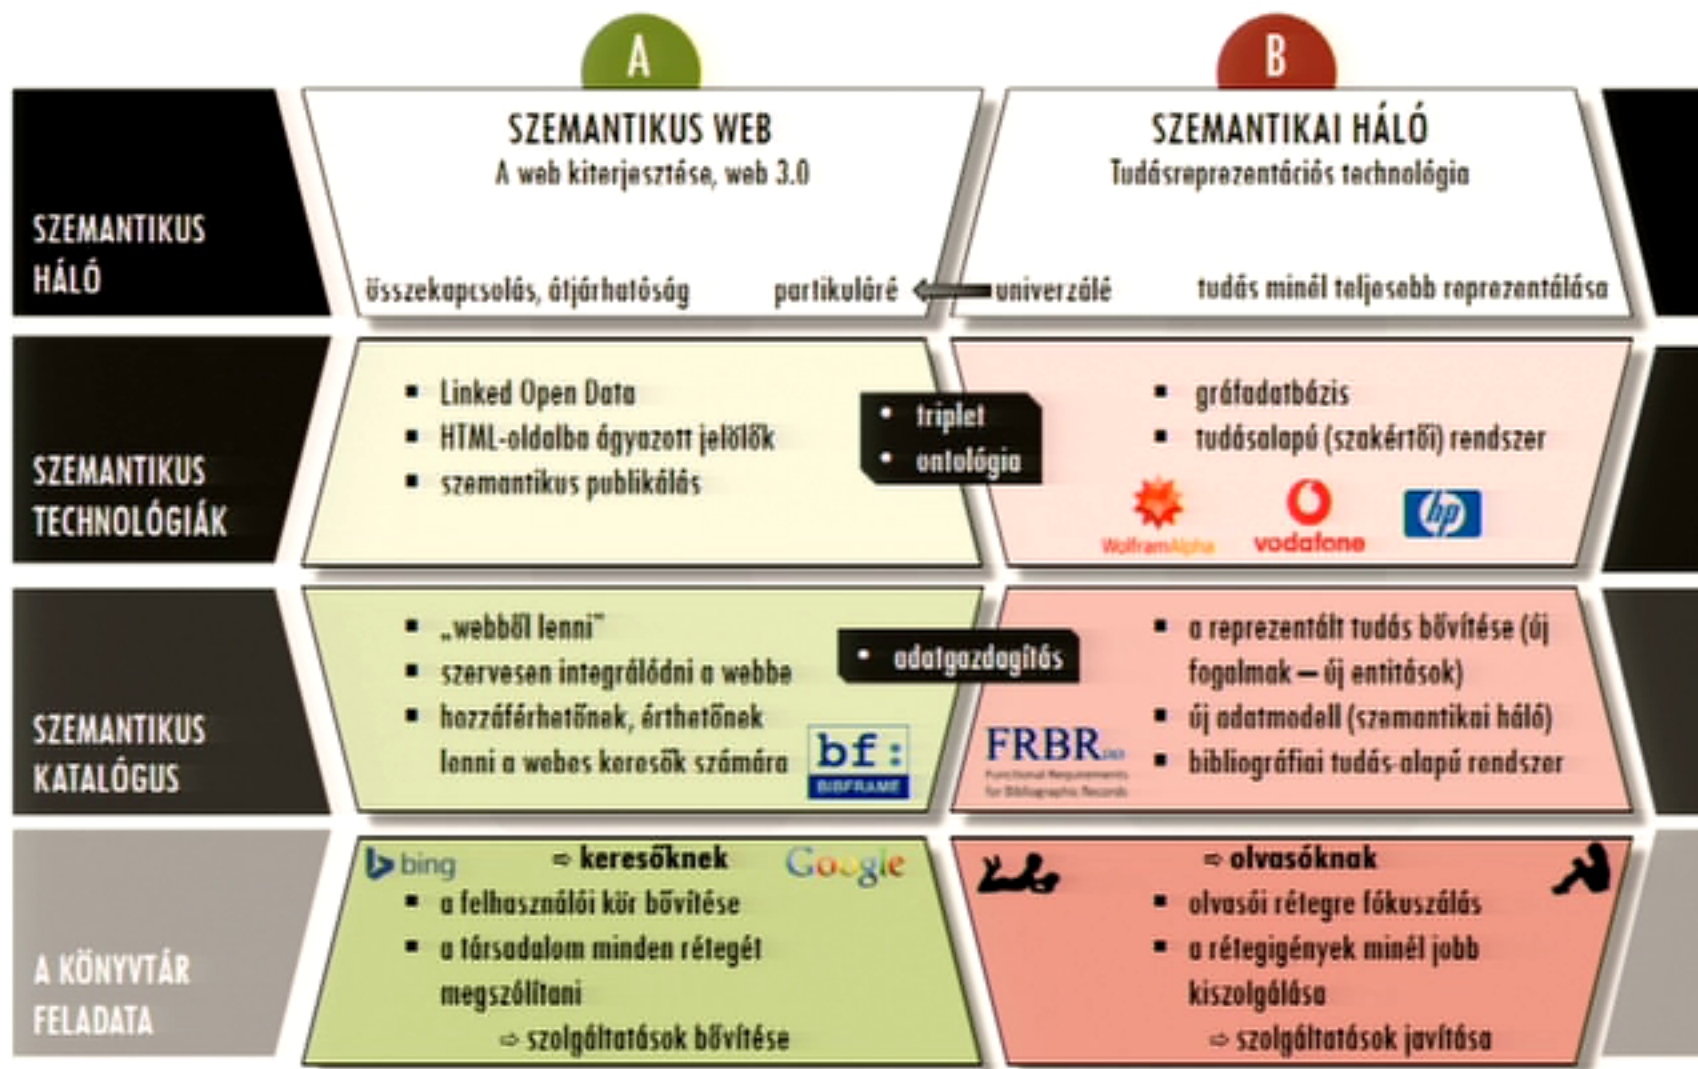 A
B
SZEMANTIKUS
HÁLÓ
SZEMANTIKUS WEB
A web kiterjesztése, web 3.0
összekapcsolás, átjárhatóság
partikuláré
SZEMANTIKAI HÁLÓ
Tudásreprezentációs technológia
univerzálé
tudás minél teljesebb reprezentálása
SZEMANTIKUS
TECHNOLÓGIÁK
▪ Linked Open Data
▪ HTML-oldalba ágyazott jelölők
▪ szemantikus publikálás
• triplet
• ontológia
▪ gráfadatbázis
▪ tudásalapú (szakértői) rendszer
WolframAlpha
vodafone
hp
SZEMANTIKUS
KATALÓGUS
▪ „webből lenni”
▪ szervesen integrálódni a webbe
▪ hozzáférhetőnek, érthetőnek
lenni a webes keresők számára
bf:
BIBFRAME
• adatgazdagítás
FRBR
Functional Requirements
for Bibliographic Records
▪ a reprezentált tudás bővítése (új
fogalmak – új entitások)
▪ új adatmodell (szemantikai háló)
▪ bibliográfiai tudás-alapú rendszer
A KÖNYVTÁR
FELADATA
bing
⇨ keresőknek
Google
▪ a felhasználói kör bővítése
▪ a társadalom minden rétegét
megszólítani
⇨ szolgáltatások bővítése
⇨ olvasóknak
▪ olvasói rétegre fókuszálás
▪ a rétegigények minél jobb
kiszolgálása
⇨ szolgáltatások javítása